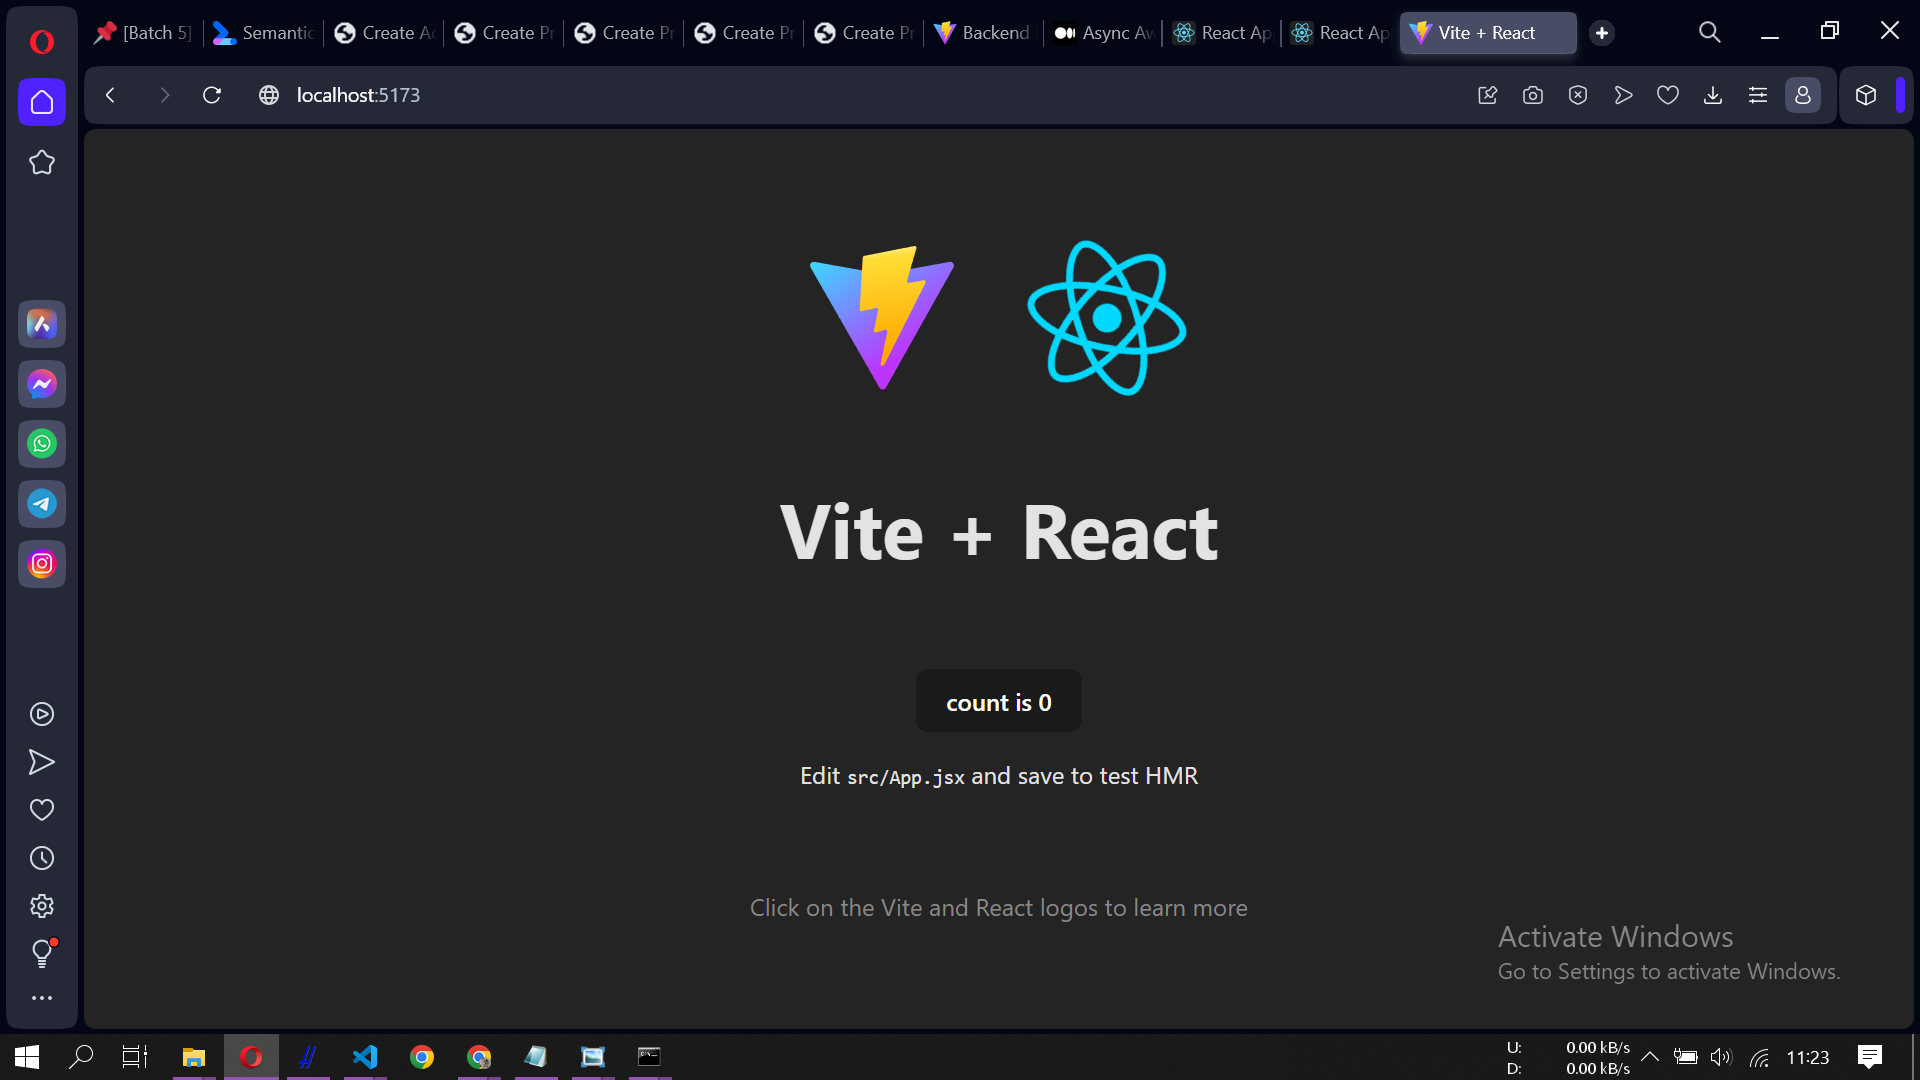 [Batch 5]
Semantic
Create Ac
Create Pr
Create Pr
Create Pr
Create Pr
Backend
Async Aw
React Ap
React Ap
Vite + React
localhost:5173
Vite + React
count is 0
Edit src/App.jsx and save to test HMR
Click on the Vite and React logos to learn more
Activate Windows
Go to Settings to activate Windows.
U: 0.00 kB/s
D: 0.00 kB/s
11:23